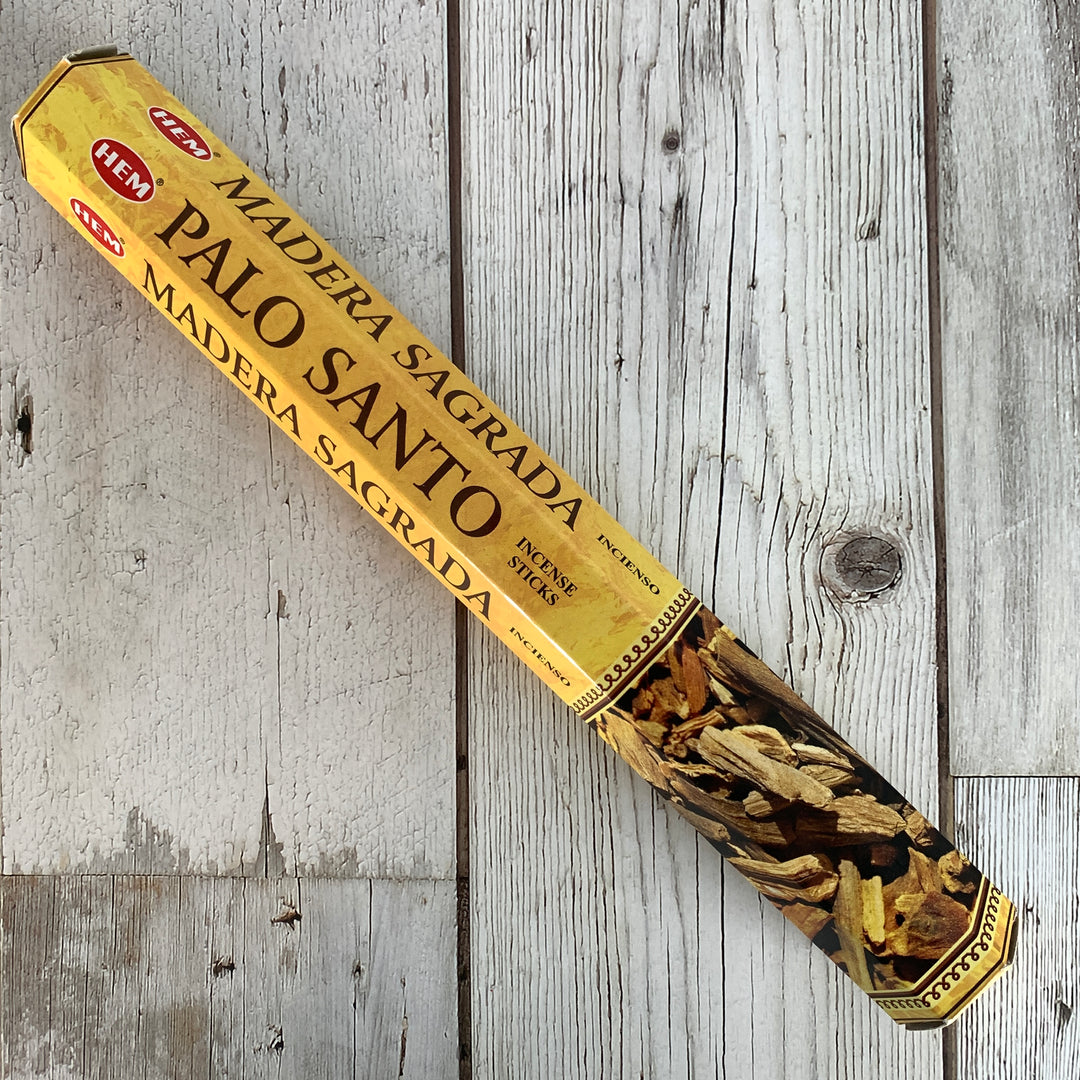 HEM®
MADERA SAGRADA
INCIENSO
HEM®
PALO SANTO
INCENSE
STICKS
HEM®
MADERA SAGRADA
INCIENSO